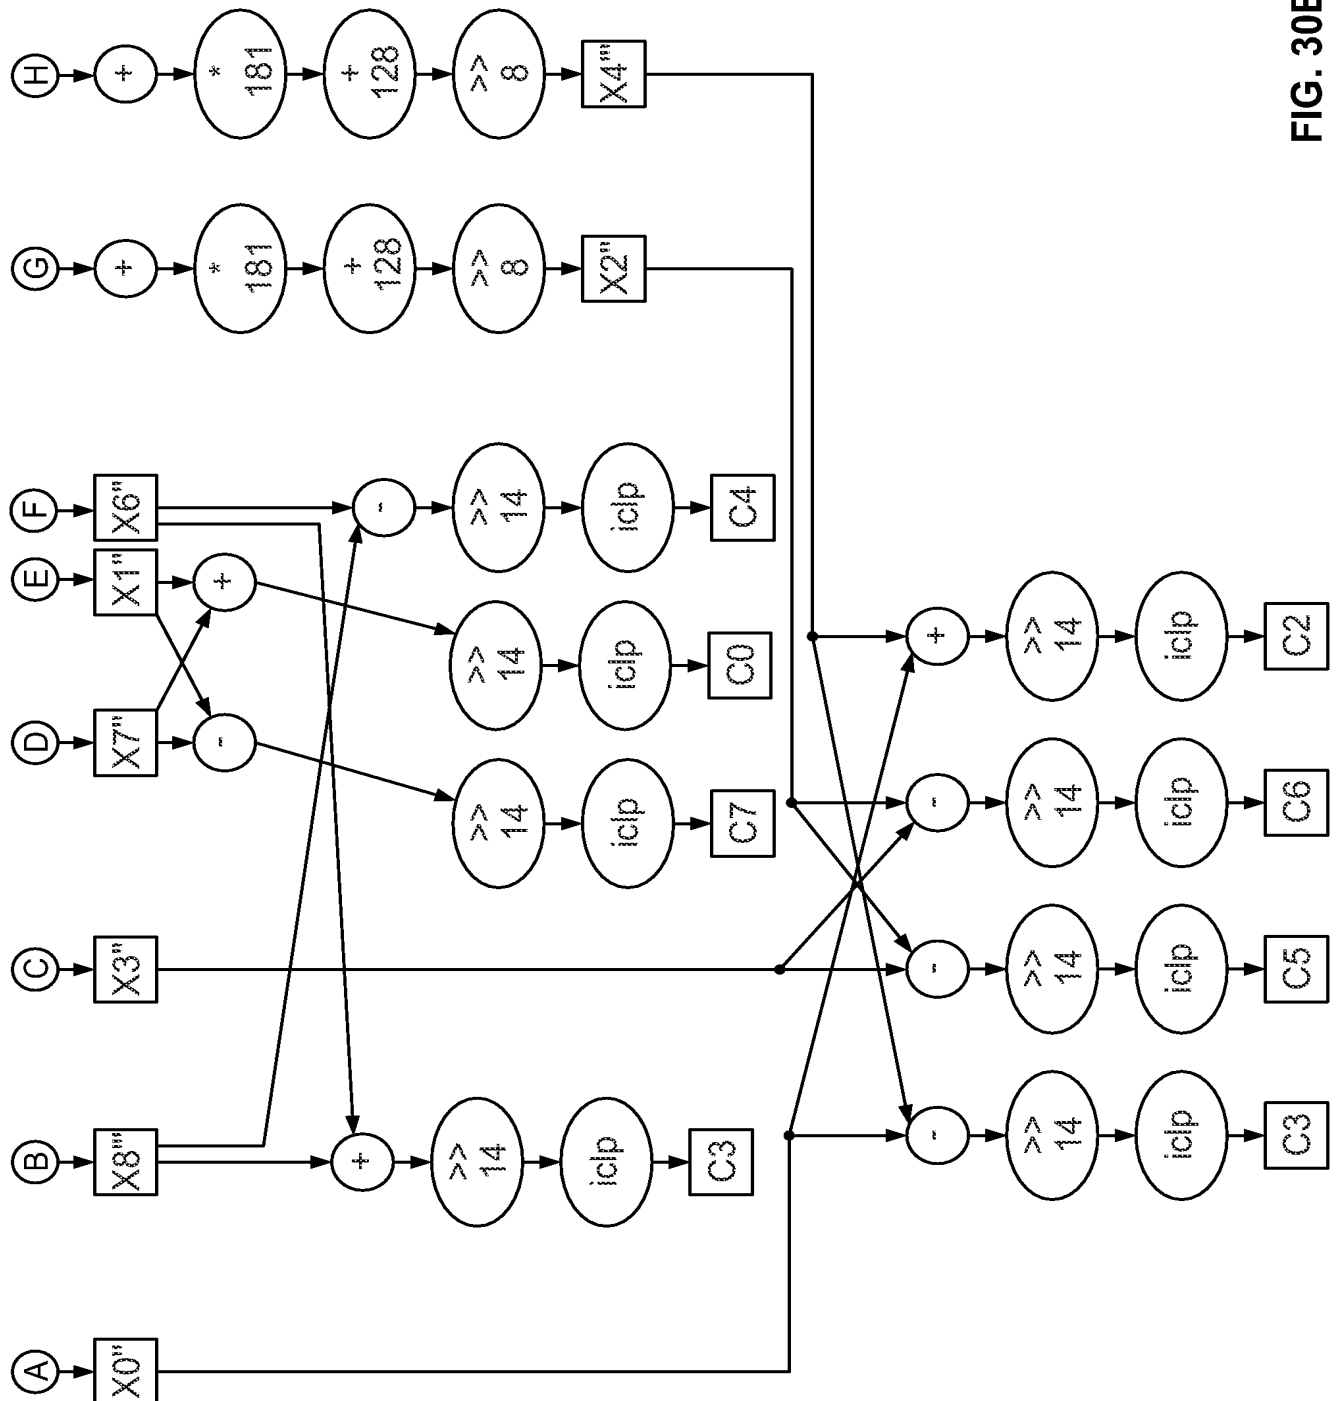 A
B
C
D
E
F
G
H
X0"
X8"'
X3"
X7"
X1"
X6"
+
+
-
+
* 
181
*
181
+
-
+
128
+
128
>>
14
>>
14
>>
14
>>
14
>>
8
>>
8
iclp
iclp
iclp
iclp
X2"
X4"'
C3
C7
C0
C4
-
-
-
+
>>
14
>>
14
>>
14
>>
14
iclp
iclp
iclp
iclp
C3
C5
C6
C2
FIG. 30B